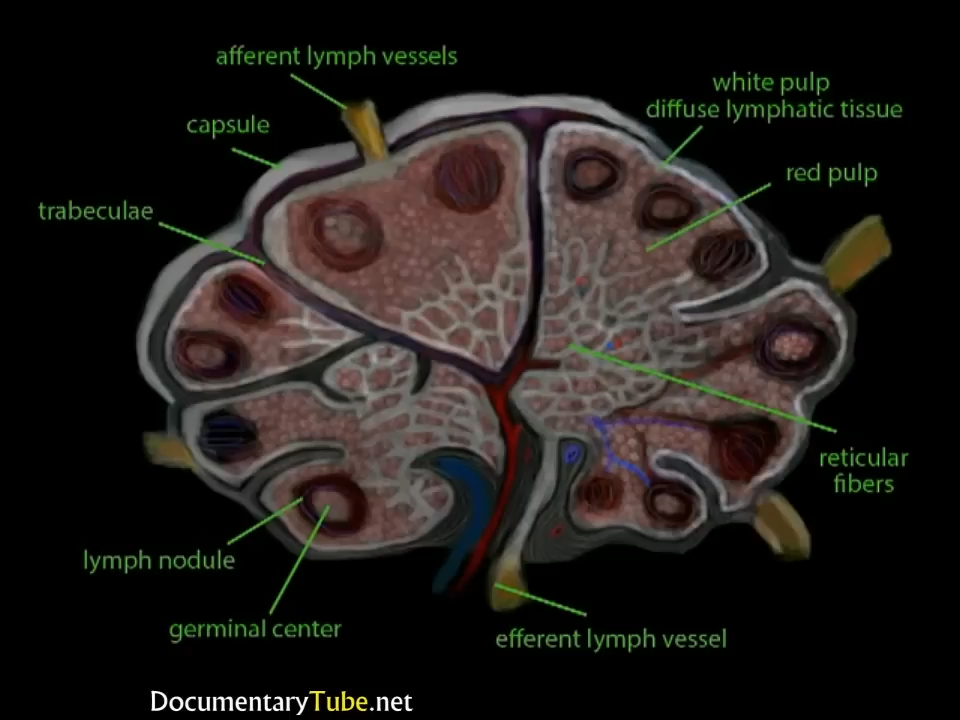 afferent lymph vessels
white pulp
diffuse lymphatic tissue
capsule
red pulp
trabeculae
reticular
fibers
lymph nodule
germinal center
efferent lymph vessel
DocumentaryTube.net